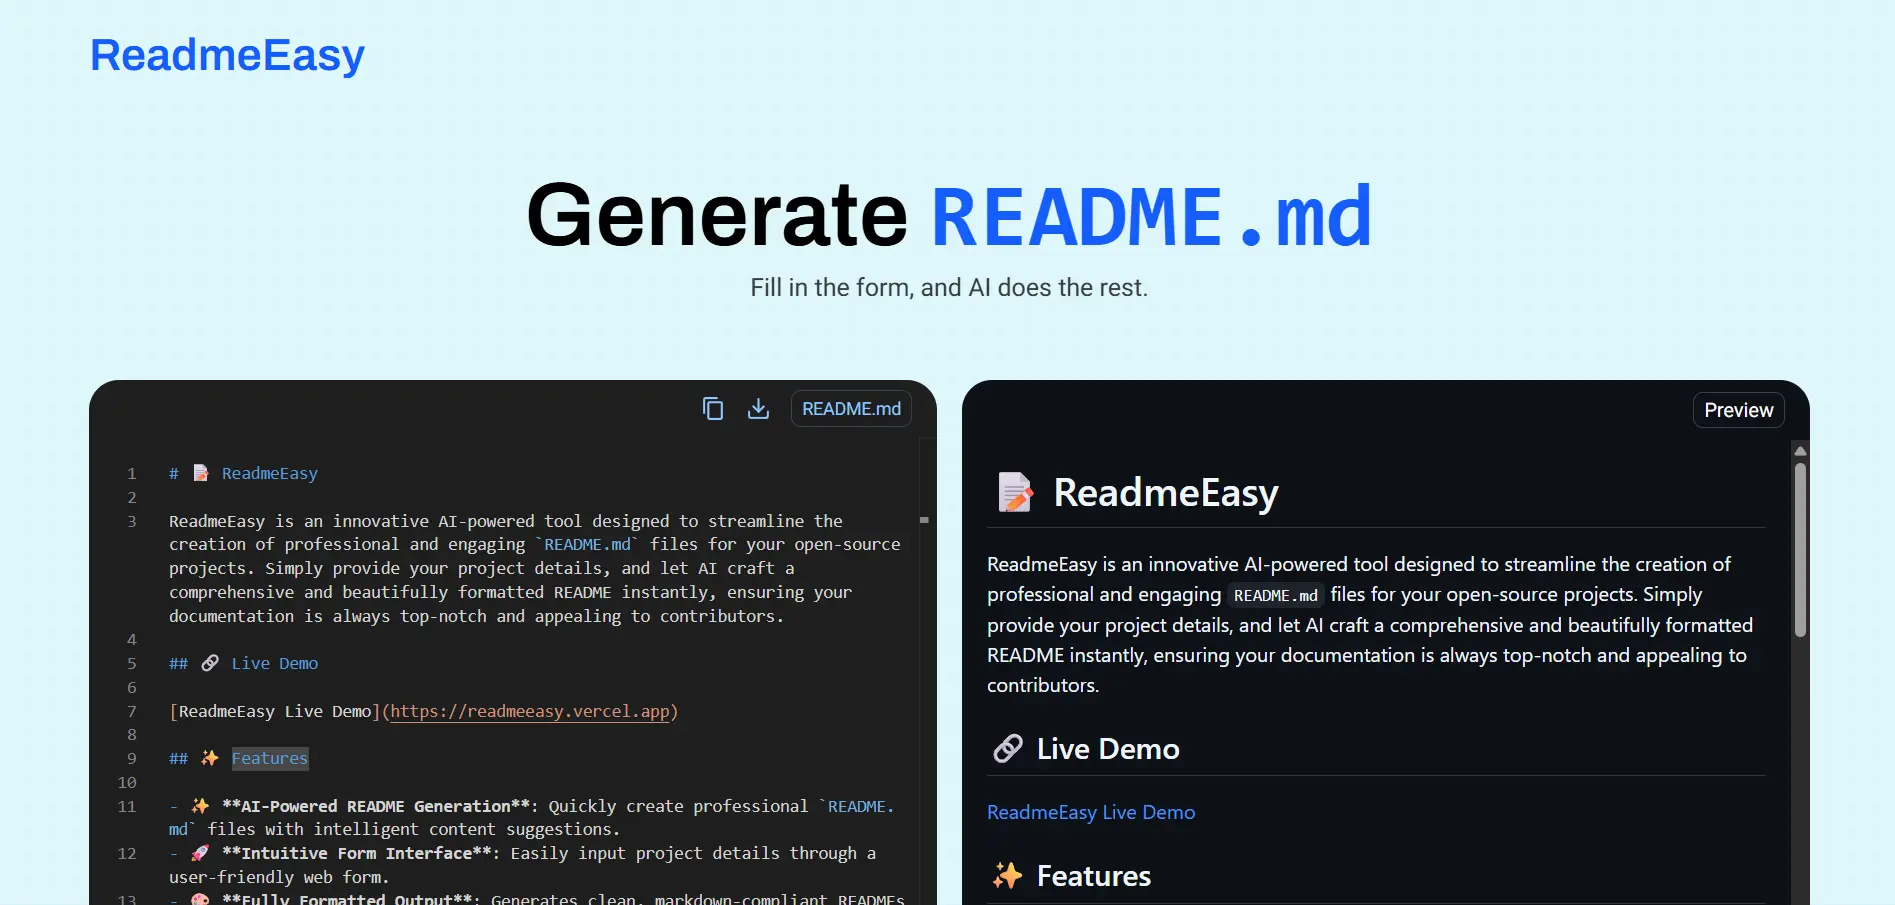 ReadmeEasy
Generate README.md
Fill in the form, and AI does the rest.
README.md
1 # 📝 ReadmeEasy
2
3 ReadmeEasy is an innovative AI-powered tool designed to streamline the
creation of professional and engaging `README.md` files for your open-source
projects. Simply provide your project details, and let AI craft a
comprehensive and beautifully formatted README instantly, ensuring your
documentation is always top-notch and appealing to contributors.
4
5 ## 🔗 Live Demo
6
7 [ReadmeEasy Live Demo](https://readmeeasy.vercel.app)
8
9 ## ✨ Features
10
11 - ✨ **AI-Powered README Generation**: Quickly create professional `README.
md` files with intelligent content suggestions.
12 - 🚀 **Intuitive Form Interface**: Easily input project details through a
user-friendly web form.
13 - 🎨 **Fully Formatted Output**: Generates clean, markdown-compliant READMEs
Preview
📝 ReadmeEasy
ReadmeEasy is an innovative AI-powered tool designed to streamline the creation of
professional and engaging README.md files for your open-source projects. Simply
provide your project details, and let AI craft a comprehensive and beautifully formatted
README instantly, ensuring your documentation is always top-notch and appealing to
contributors.
🔗 Live Demo
ReadmeEasy Live Demo
✨ Features